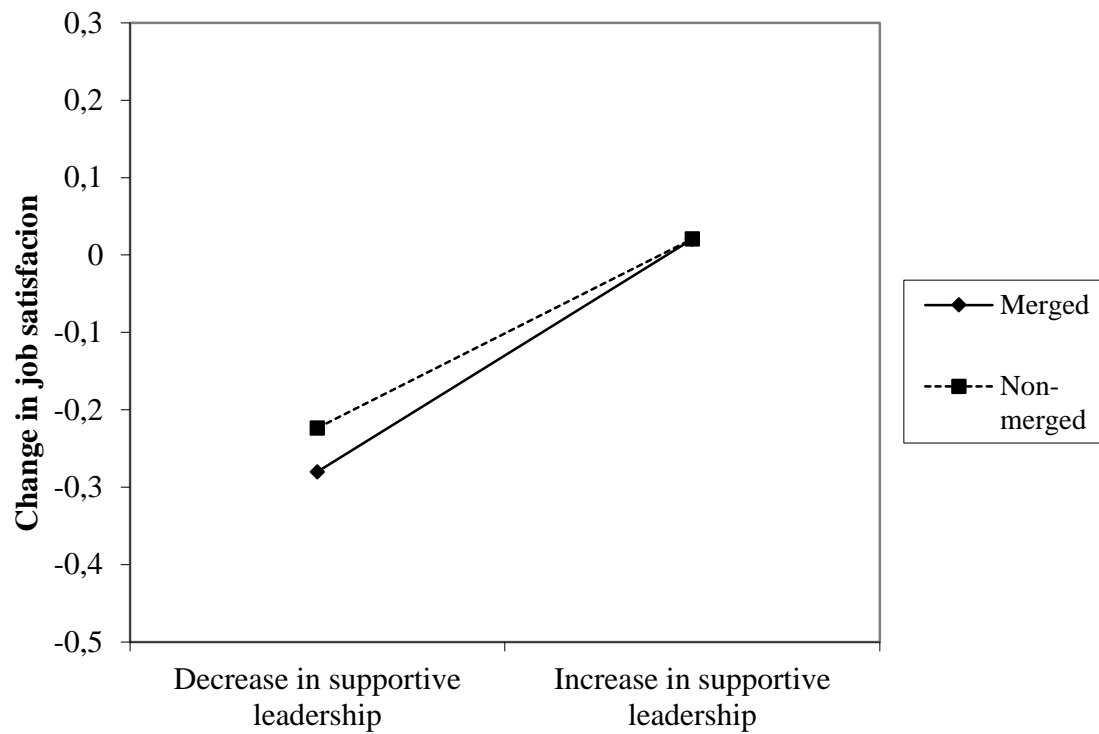 0,3
0,2
0,1
0
-0,1
-0,2
-0,3
-0,4
-0,5
Change in job satisfacion
Decrease in supportive
leadership
Increase in supportive
leadership
Merged
Non-
merged